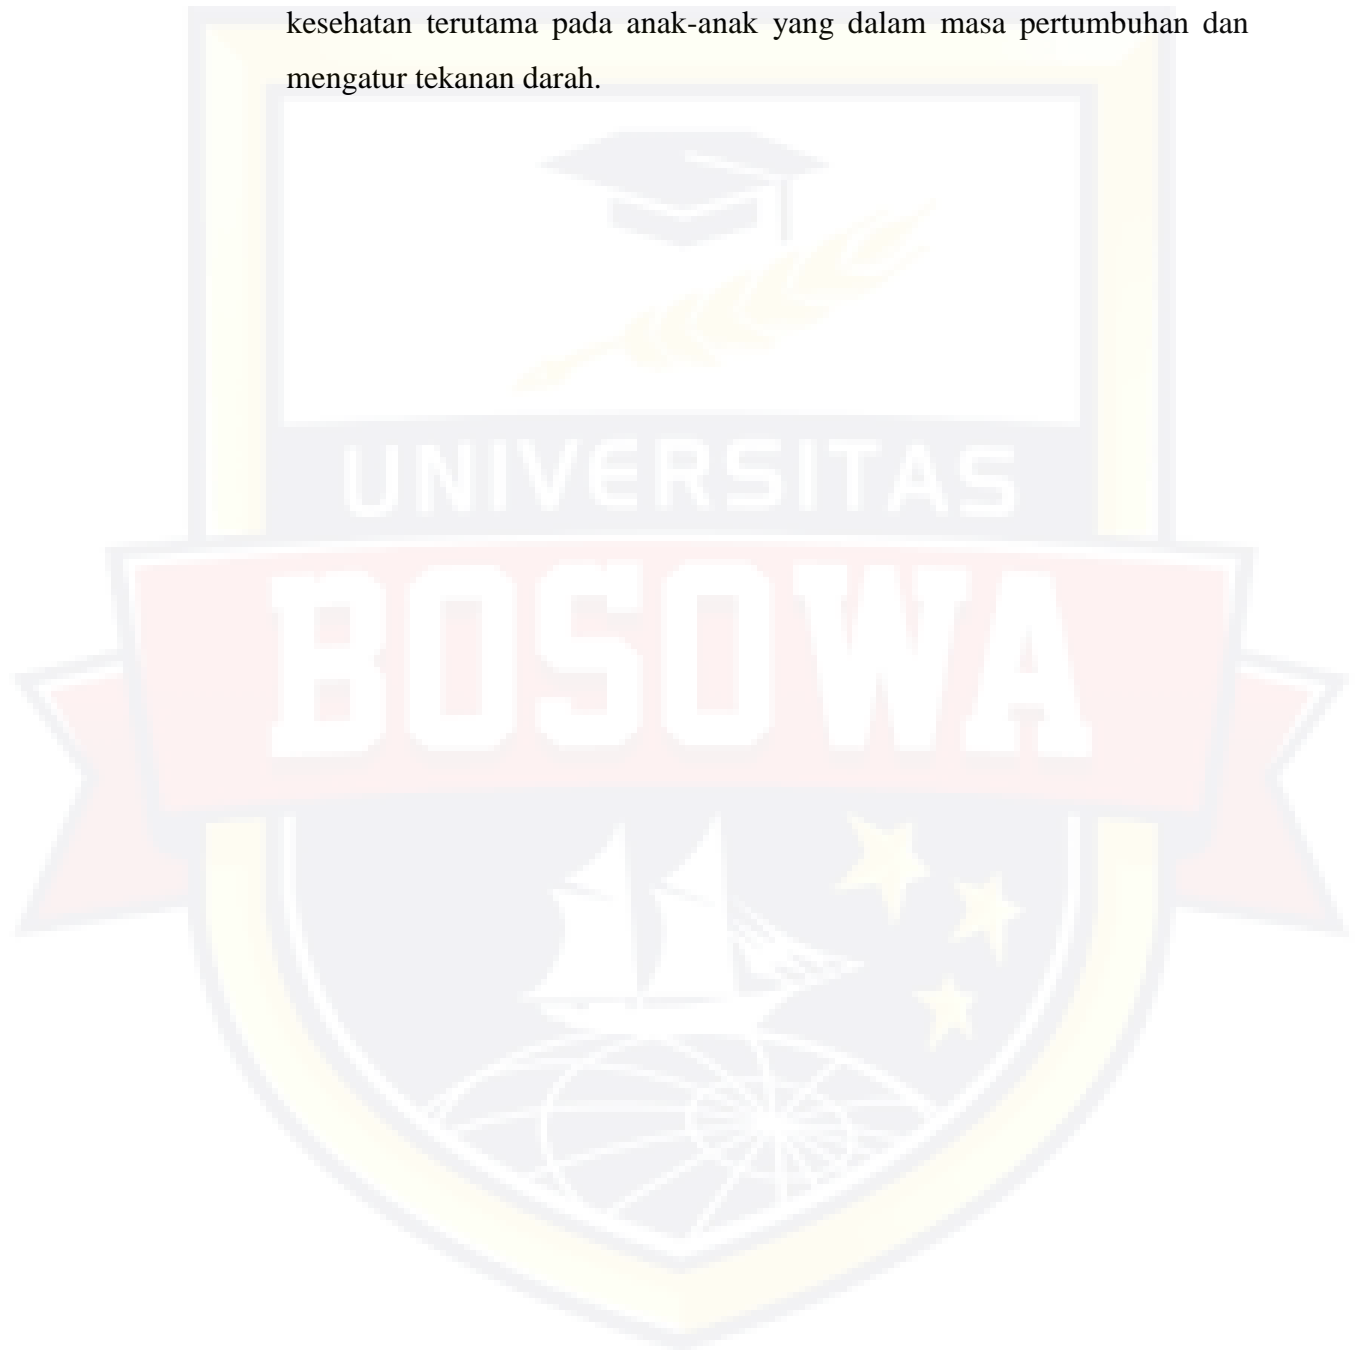 kesehatan terutama pada anak-anak yang dalam masa pertumbuhan dan
mengatur tekanan darah.
UNIVERSITAS
BOSOWA